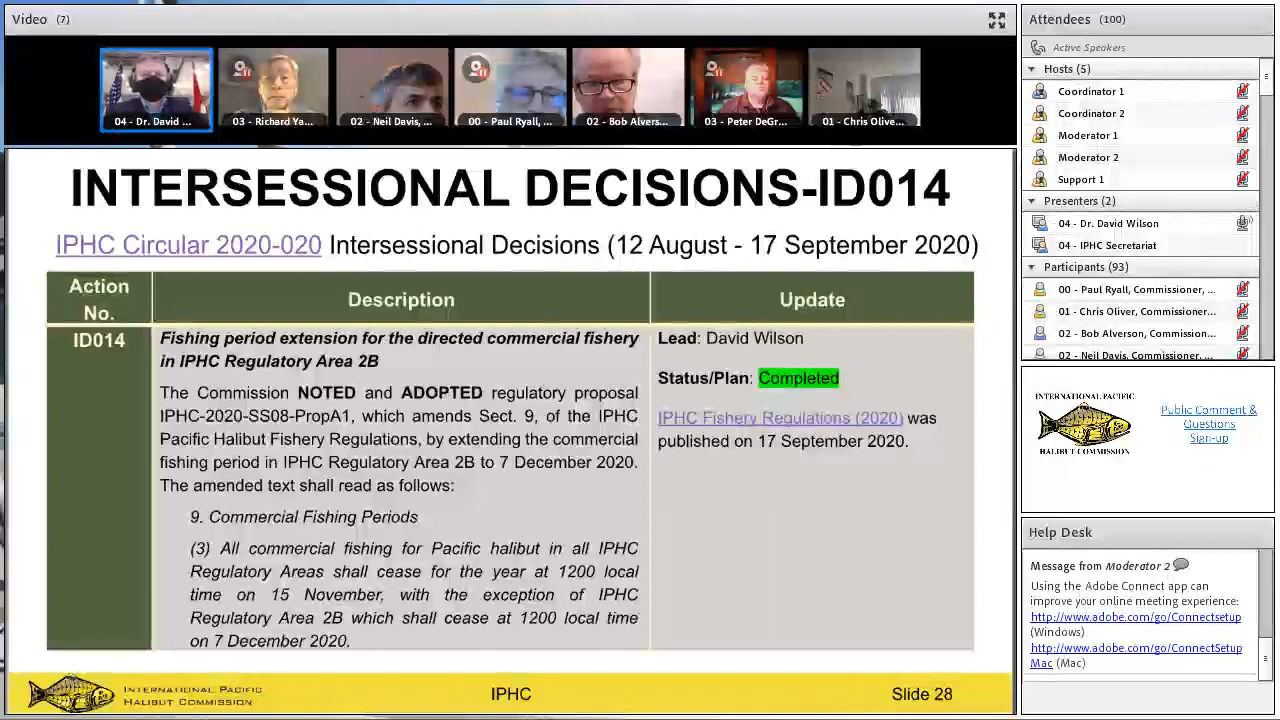 Video (7)
04 - Dr. David ...
03 - Richard Ya...
02 - Neil Davis, ...
00 - Paul Ryall, ...
02 - Bob Alvers...
03 - Peter DeGr...
01 - Chris Olive...
INTERSESSIONAL DECISIONS-ID014
IPHC Circular 2020-020 Intersessional Decisions (12 August - 17 September 2020)
Action No.
Description
Update
ID014
Fishing period extension for the directed commercial fishery
in IPHC Regulatory Area 2B
The Commission NOTED and ADOPTED regulatory proposal
IPHC-2020-SS08-PropA1, which amends Sect. 9, of the IPHC
Pacific Halibut Fishery Regulations, by extending the commercial
fishing period in IPHC Regulatory Area 2B to 7 December 2020.
The amended text shall read as follows:
9. Commercial Fishing Periods
(3) All commercial fishing for Pacific halibut in all IPHC
Regulatory Areas shall cease for the year at 1200 local
time on 15 November, with the exception of IPHC
Regulatory Area 2B which shall cease at 1200 local time
on 7 December 2020.
Lead: David Wilson
Status/Plan: Completed
IPHC Fishery Regulations (2020) was
published on 17 September 2020.
INTERNATIONAL PACIFIC
HALIBUT COMMISSION
IPHC
Slide 28
Attendees (100)
Active Speakers
Hosts (5)
Coordinator 1
Coordinator 2
Moderator 1
Moderator 2
Support 1
Presenters (2)
04 - Dr. David Wilson
04 - IPHC Secretariat
Participants (93)
00 - Paul Ryall, Commissioner, ...
01 - Chris Oliver, Commissioner...
02 - Bob Alverson, Commission...
02 - Neil Davis, Commissioner, ...
INTERNATIONAL PACIFIC
HALIBUT COMMISSION
Public Comment &
Questions
Sign-up
Help Desk
Message from Moderator 2
Using the Adobe Connect app can
improve your online meeting experience:
http://www.adobe.com/go/Connectsetup
(Windows)
http://www.adobe.com/go/ConnectSetup
Mac (Mac)